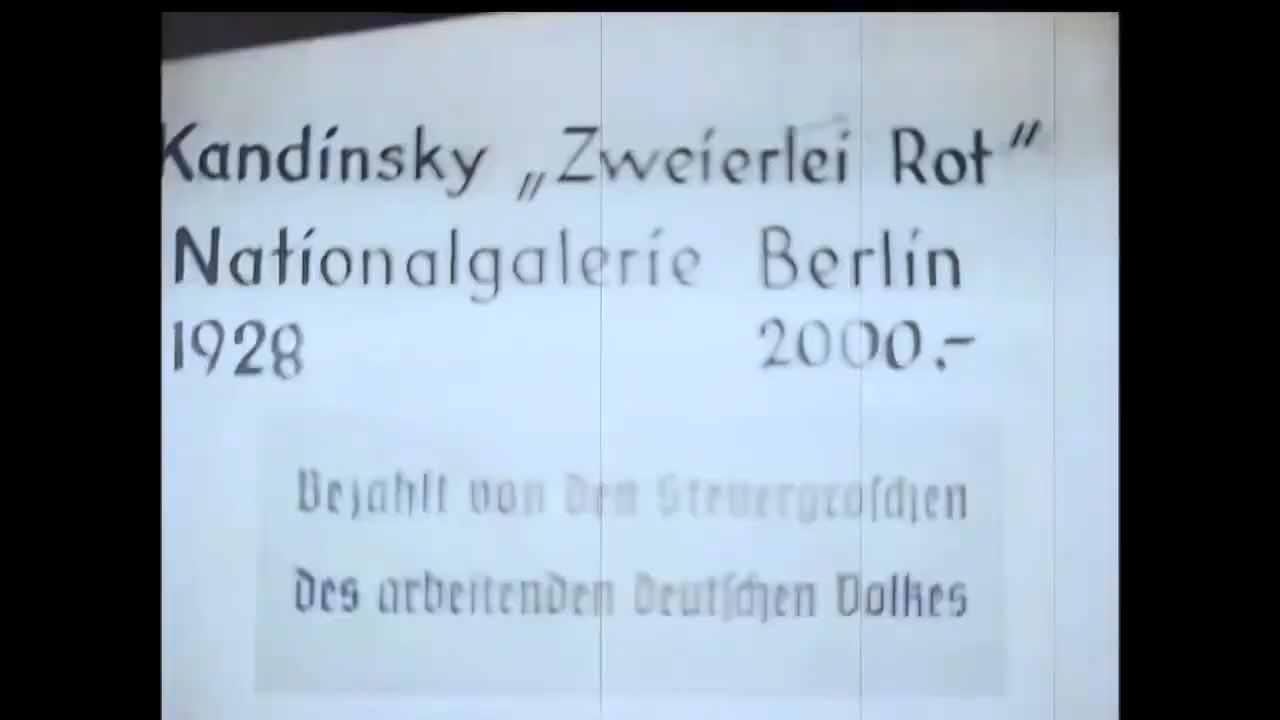 Kandinsky „Zweierlei Rot"
Nationalgalerie Berlin
1928 2000.-
Bezahlt von den Steuergroschen
des arbeitenden deutschen Volkes